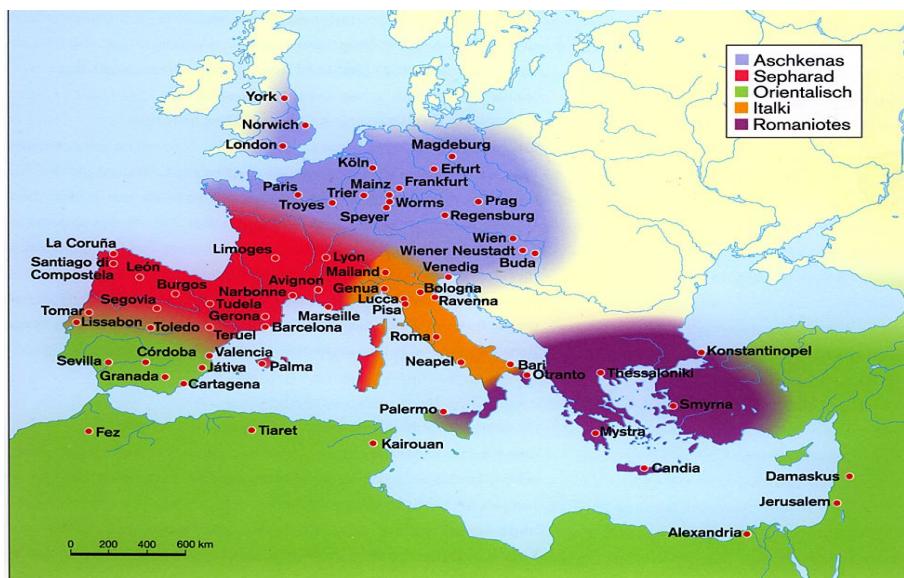 Aschkenas
Sepharad
Orientalisch
Italki
Romaniotes
York
Norwich
London
Magdeburg
Köln
Erfurt
Mainz
Frankfurt
Paris
Trier
Troyes
Worms
Prag
Speyer
Regensburg
Wien
La Coruña
Limoges
Lyón
Wiener Neustadt
Santiago di
Compostela
León
Buda
Mailand
Venedig
Avignon
Burgos
Narbonne
Genua
Bologna
Segovia
Tudela
Lucca
Ravenna
Tomar
Gerona
Marseille
Pisa
Lissabon
Toledo
Barcelona
Teruel
Roma
Valencia
Konstantinopel
Sevilla
Córdoba
Játiva
Palma
Neapel
Bari
Otranto
Thessaloniki
Granada
Cartagena
Palermo
Smyrna
Fez
Tiaret
Kairouan
Mystra
Candia
Damaskus
Jerusalem
Alexandria
0 200 400 600 km